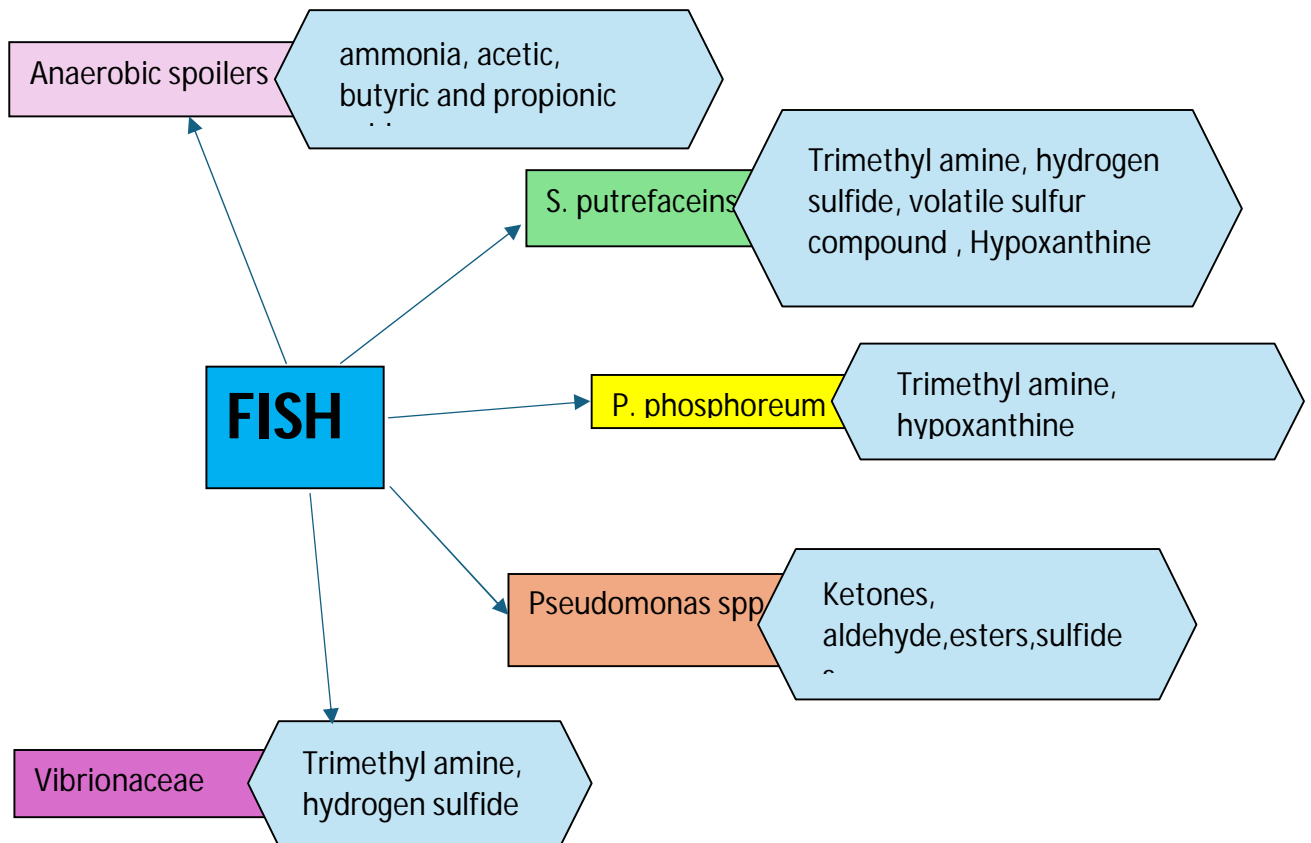 Anaerobic spoilers
ammonia, acetic,
butyric and propionic
S. putrefaceins
Trimethyl amine, hydrogen
sulfide, volatile sulfur
compound , Hypoxanthine
FISH
P. phosphoreum
Trimethyl amine,
hypoxanthine
Pseudomonas spp
Ketones,
aldehyde,esters,sulfide
Vibrionaceae
Trimethyl amine,
hydrogen sulfide